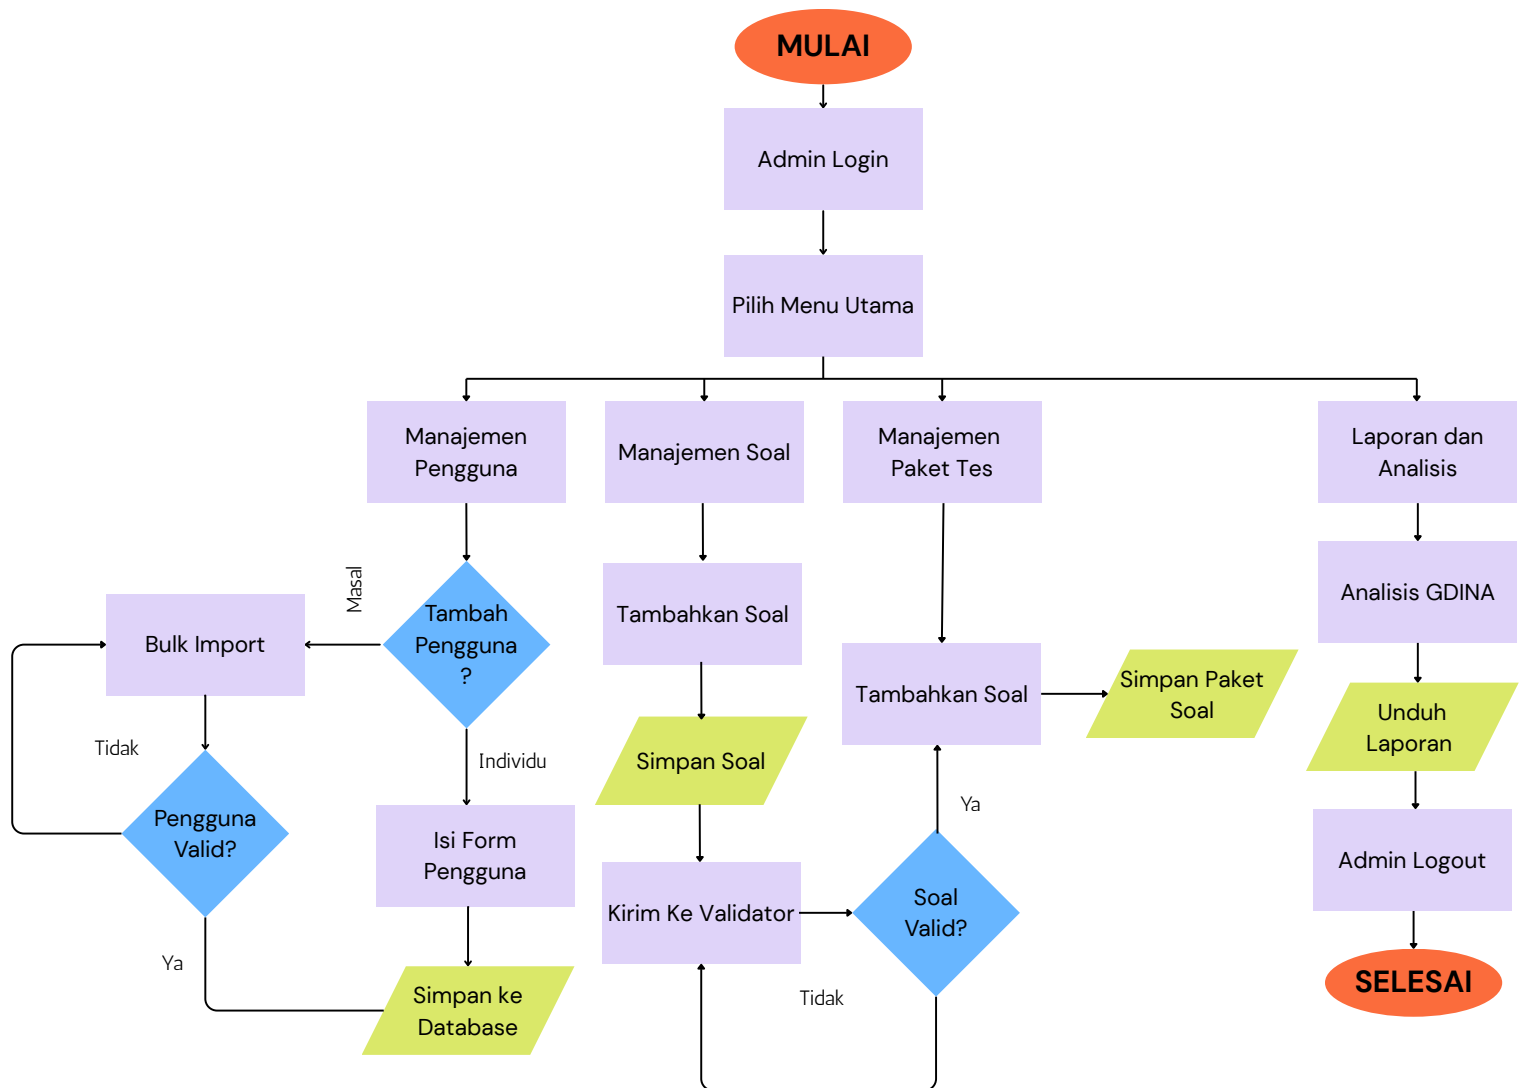 MULAI
Admin Login
Pilih Menu Utama
Manajemen
Pengguna
Manajemen Soal
Manajemen
Paket Tes
Laporan dan
Analisis
Masal
Tambah
Pengguna
?
Bulk Import
Tambahkan Soal
Analisis GDINA
Tambahkan Soal
Simpan Paket
Soal
Unduh
Laporan
Tidak
Individu
Simpan Soal
Pengguna
Valid?
Isi Form
Pengguna
Ya
Admin Logout
Kirim Ke Validator
Soal
Valid?
Ya
Simpan ke
Database
Tidak
SELESAI